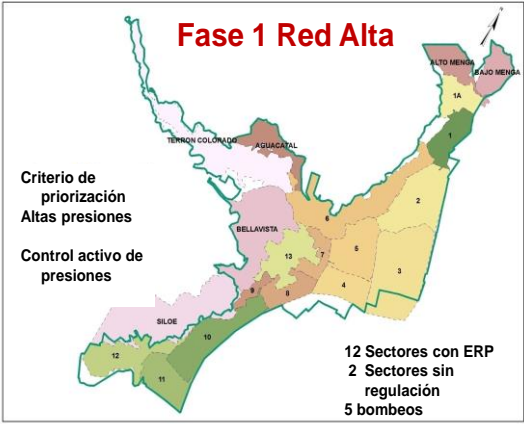 Fase 1 Red Alta
ALTO MENGA
BAJO MENGA
1A
1
TERRON COLORADO
AGUACATAL
Criterio de
priorización
Altas presiones
2
6
BELLAVISTA
Control activo de
presiones
13
7
5
3
9
8
4
SILOE
10
12
11
12 Sectores con ERP
2 Sectores sin
regulación
5 bombeos